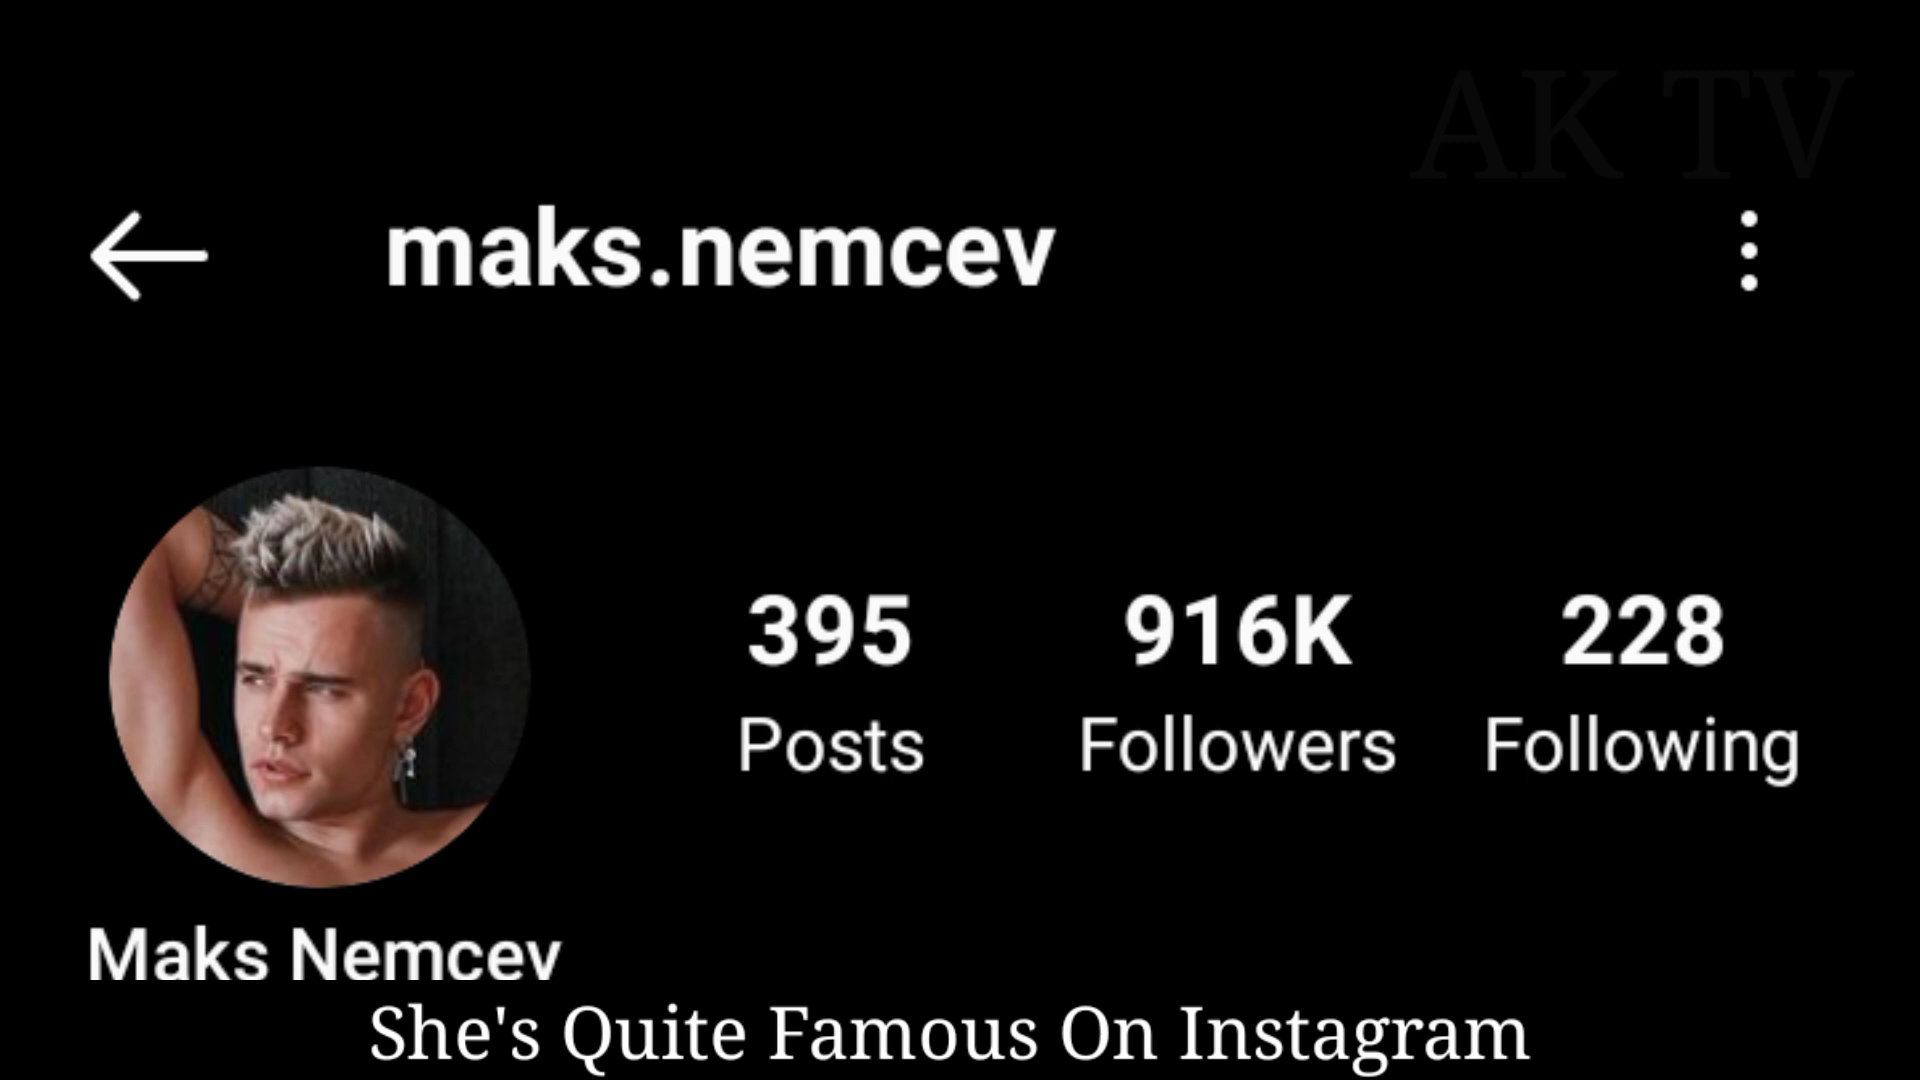 AK TV
maks.nemcev
395 916K 228
Posts Followers Following
Maks Nemcev
She's Quite Famous On Instagram